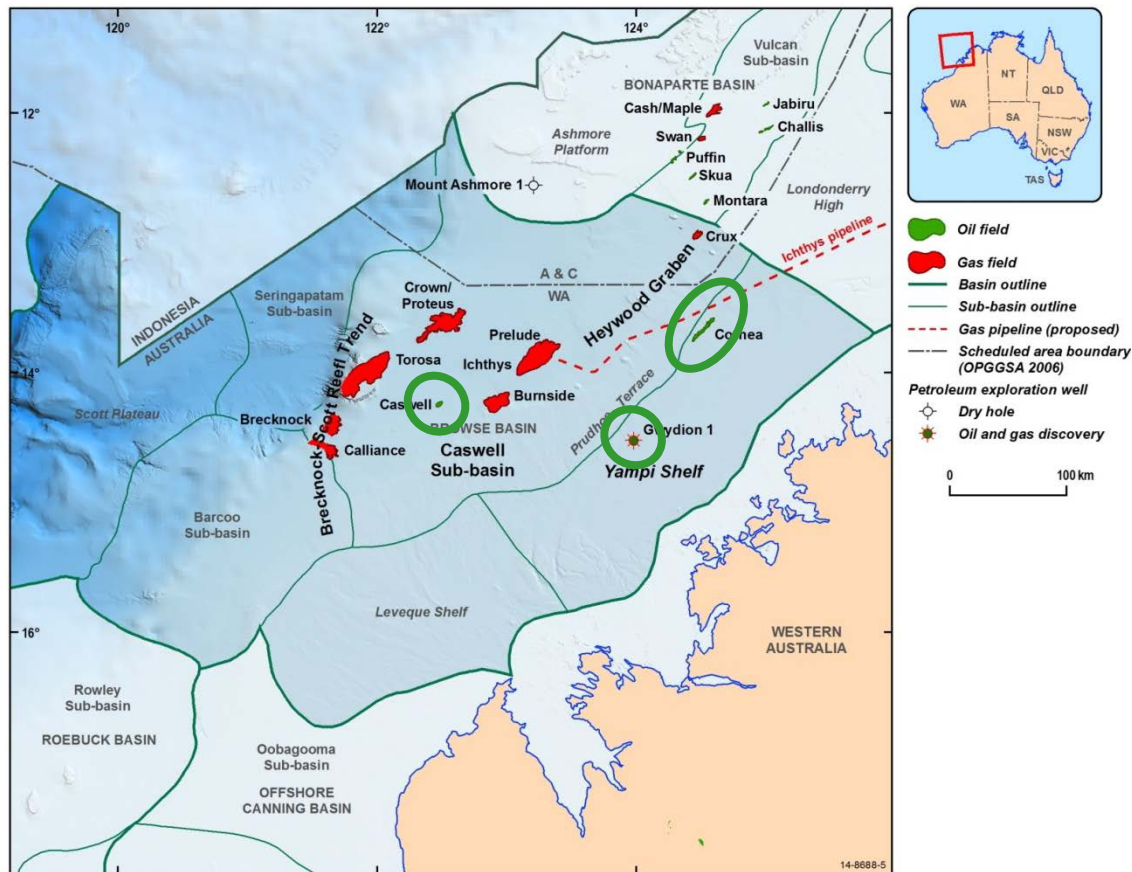 120°
122°
124°
12°
14°
16°
Vulcan
Sub-basin
BONAPARTE BASIN
Cash/Maple
Jabiru
Swan
Challis
Ashmore
Platform
Puffin
Skua
Mount Ashmore 1
Montara
Londonderry
High
Crux
Ichthys pipeline
Heywood Graben
A & C
WA
INDONESIA
AUSTRALIA
Seringapatam
Sub-basin
Crown/
Proteus
Prelude
Ichthys
Cornea
Torosa
Brecknock-Scott Reefl Trend
Scott Plateau
Caswell
Burnside
Prudhoe Terrace
Brecknock
BROWSE BASIN
Gwydion 1
Calliance
Caswell
Sub-basin
Yampi Shelf
Barcoo
Sub-basin
Leveque Shelf
WESTERN
AUSTRALIA
Rowley
Sub-basin
ROEBUCK BASIN
Oobagooma
Sub-basin
OFFSHORE
CANNING BASIN
14-8688-5
WA
NT
QLD
SA
NSW
VIC
TAS
Oil field
Gas field
Basin outline
Sub-basin outline
Gas pipeline (proposed)
Scheduled area boundary
(OPGGSA 2006)
Petroleum exploration well
Dry hole
Oil and gas discovery
0
100 km